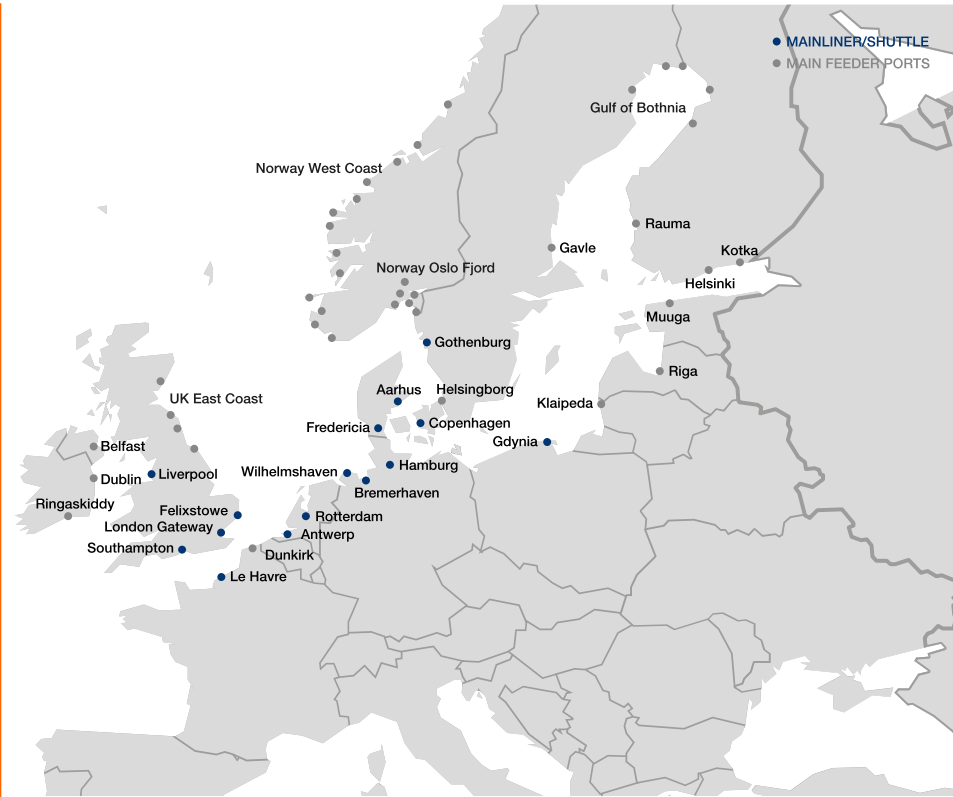 MAINLINER/SHUTTLE
MAIN FEEDER PORTS
Gulf of Bothnia
Norway West Coast
Rauma
Gavle
Kotka
Norway Oslo Fjord
Helsinki
Muuga
Gothenburg
Riga
Aarhus
Helsingborg
UK East Coast
Klaipeda
Copenhagen
Fredericia
Gdynia
Belfast
Hamburg
Wilhelmshaven
Liverpool
Dublin
Bremerhaven
Ringaskiddy
Felixstowe
Rotterdam
London Gateway
Antwerp
Southampton
Dunkirk
Le Havre